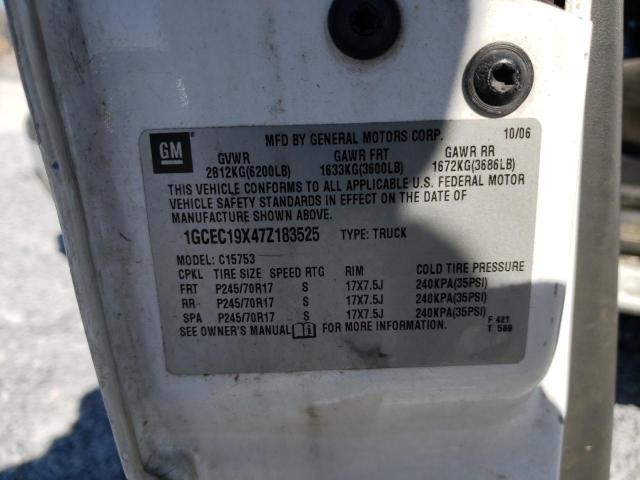 GM
MFD BY GENERAL MOTORS CORP. 10/06
GVWR GAWR FRT GAWR RR
2812KG(6200LB) 1633KG(3600LB) 1672KG(3686LB)
THIS VEHICLE CONFORMS TO ALL APPLICABLE U.S. FEDERAL MOTOR
VEHICLE SAFETY STANDARDS IN EFFECT ON THE DATE OF
MANUFACTURE SHOWN ABOVE.
1GCEC19X47Z183525 TYPE: TRUCK
MODEL: C15753
CPKL TIRE SIZE SPEED RTG RIM COLD TIRE PRESSURE
FRT P245/70R17 S 17X7.5J 240KPA(35PSI)
RR P245/70R17 S 17X7.5J 240KPA(35PSI)
SPA P245/70R17 S 17X7.5J 240KPA(35PSI)
SEE OWNER'S MANUAL FOR MORE INFORMATION.
F 421
T 588